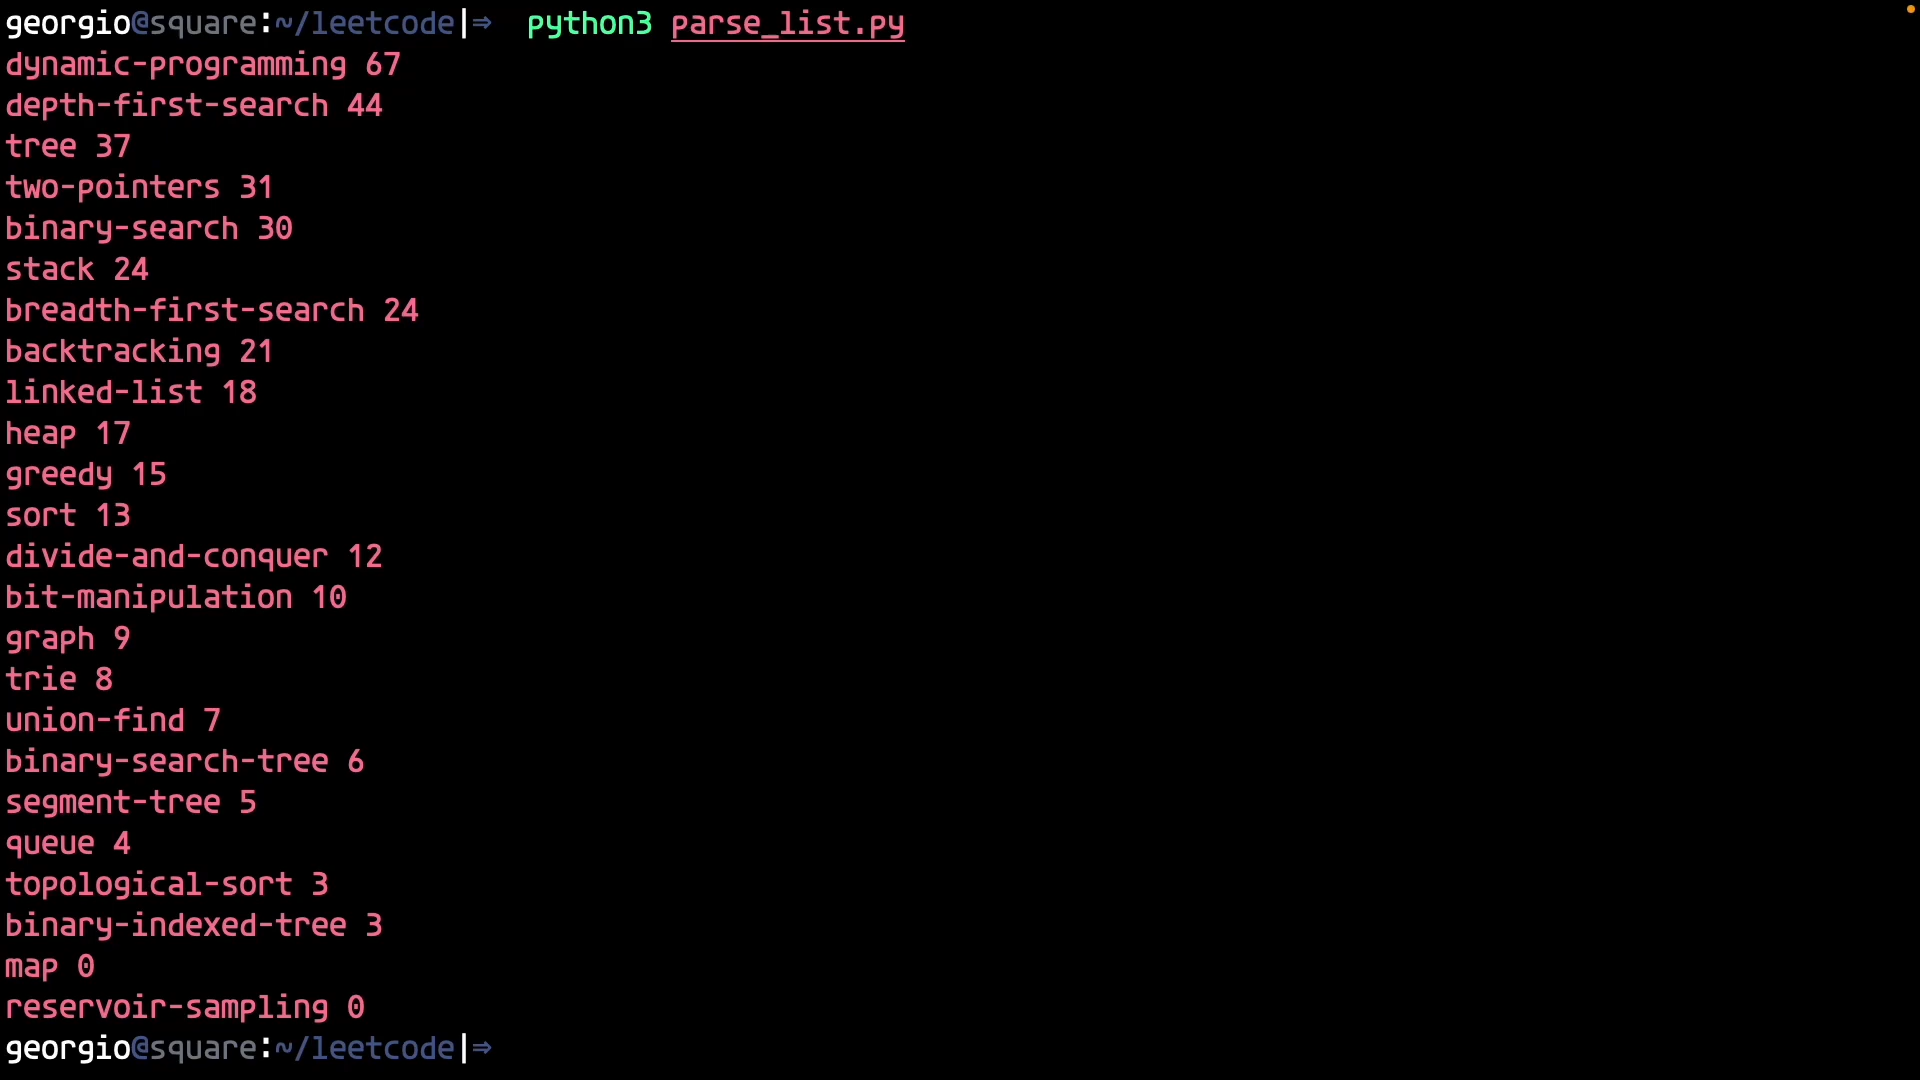 georgio@square:~/leetcode|⇒  python3 parse_list.py
dynamic-programming 67
depth-first-search 44
tree 37
two-pointers 31
binary-search 30
stack 24
breadth-first-search 24
backtracking 21
linked-list 18
heap 17
greedy 15
sort 13
divide-and-conquer 12
bit-manipulation 10
graph 9
trie 8
union-find 7
binary-search-tree 6
segment-tree 5
queue 4
topological-sort 3
binary-indexed-tree 3
map 0
reservoir-sampling 0
georgio@square:~/leetcode|⇒